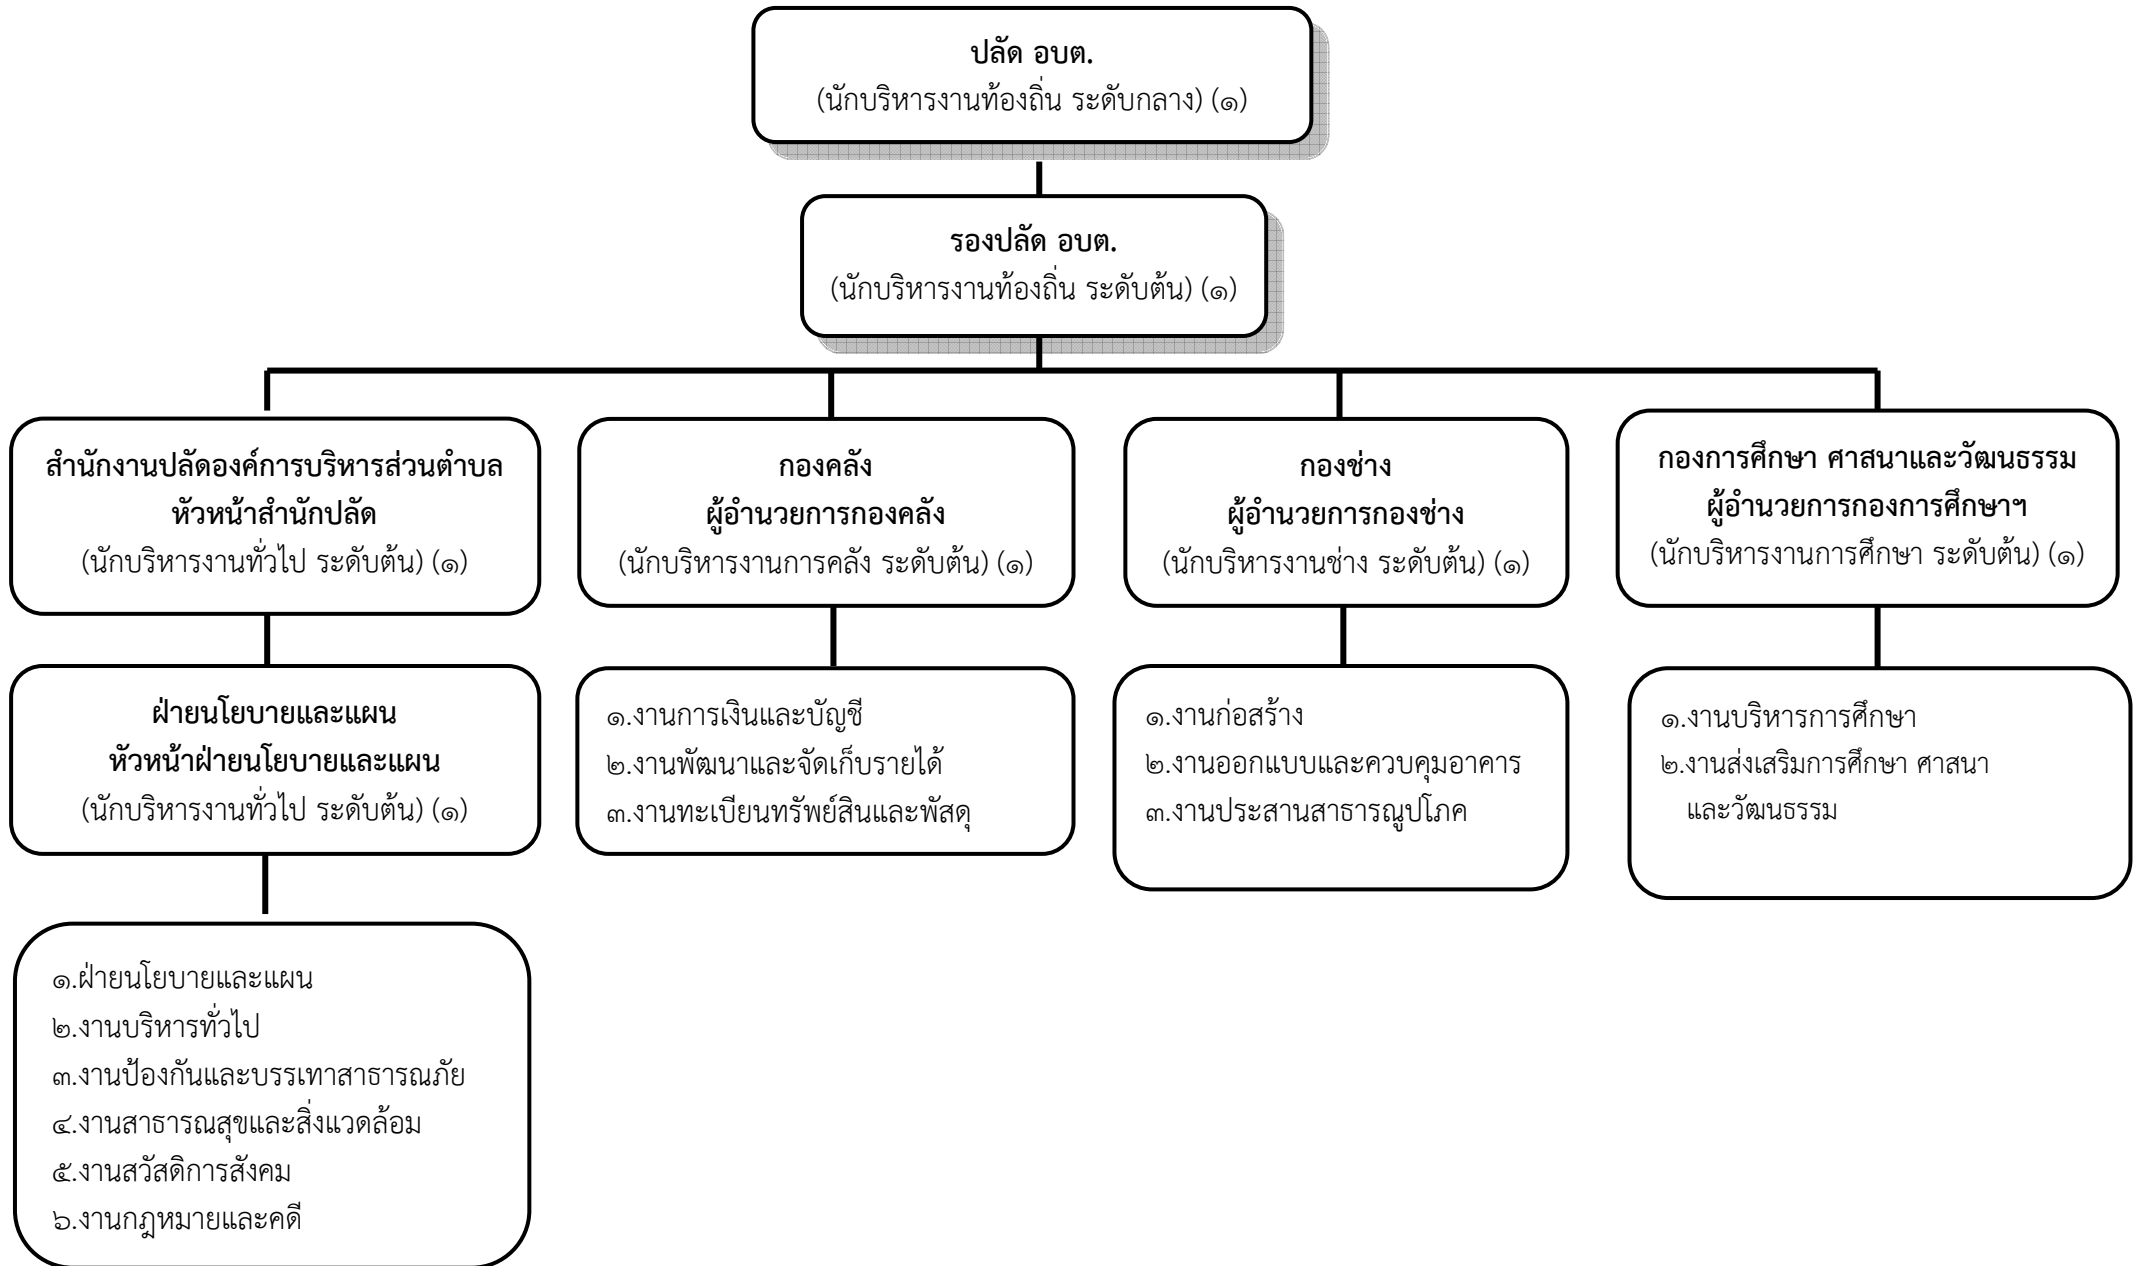 ปลัด อบต.
(นักบริหารงานท้องถิ่น ระดับกลาง) (๑)
รองปลัด อบต.
(นักบริหารงานท้องถิ่น ระดับต้น) (๑)
สำนักงานปลัดองค์การบริหารส่วนตำบล
หัวหน้าสำนักปลัด
(นักบริหารงานทั่วไป ระดับต้น) (๑)
กองคลัง
ผู้อำนวยการกองคลัง
(นักบริหารงานการคลัง ระดับต้น) (๑)
กองช่าง
ผู้อำนวยการกองช่าง
(นักบริหารงานช่าง ระดับต้น) (๑)
กองการศึกษา ศาสนาและวัฒนธรรม
ผู้อำนวยการกองการศึกษาฯ
(นักบริหารงานการศึกษา ระดับต้น) (๑)
ฝ่ายนโยบายและแผน
หัวหน้าฝ่ายนโยบายและแผน
(นักบริหารงานทั่วไป ระดับต้น) (๑)
๑.งานการเงินและบัญชี
๒.งานพัฒนาและจัดเก็บรายได้
๓.งานทะเบียนทรัพย์สินและพัสดุ
๑.งานก่อสร้าง
๒.งานออกแบบและควบคุมอาคาร
๓.งานประสานสาธารณูปโภค
๑.งานบริหารการศึกษา
๒.งานส่งเสริมการศึกษา ศาสนา
และวัฒนธรรม
๑.ฝ่ายนโยบายและแผน
๒.งานบริหารทั่วไป
๓.งานป้องกันและบรรเทาสาธารณภัย
๔.งานสาธารณสุขและสิ่งแวดล้อม
๕.งานสวัสดิการสังคม
๖.งานกฎหมายและคดี